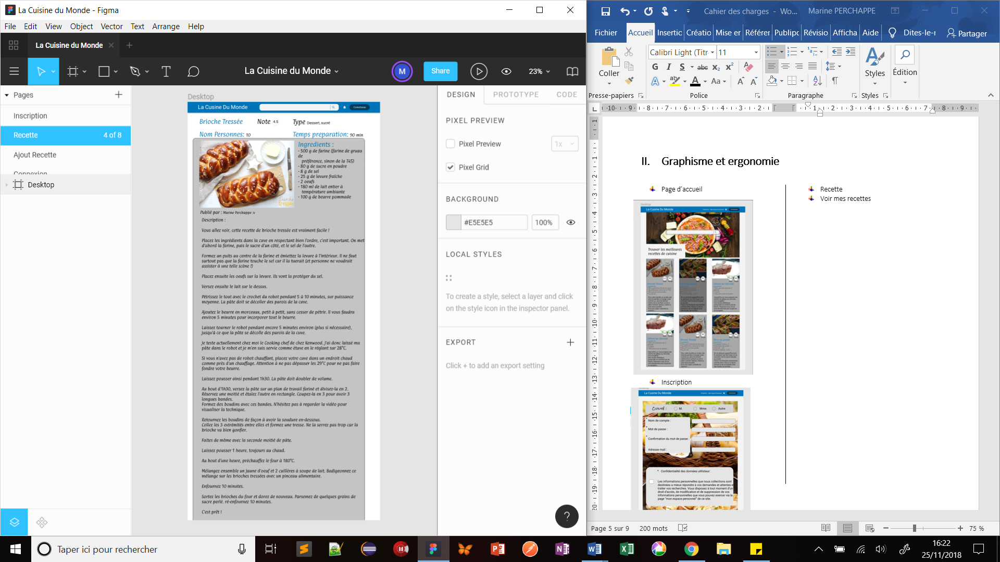 La Cuisine du Monde - Figma
File Edit View Object Vector Text Arrange Help
La Cuisine du Monde
La Cuisine du Monde
M
Share
23%
Pages
Inscription
Recette 4 of 8
Ajout Recette
Connexion
Desktop
Desktop
La Cusine Du Monde
Brioche Tressée Note 4.5 Type Dessert, sucré
Nom Personnes: 10 Temps preparation: 90 min
Ingredients :
- 500 g de farine (farine de gruau
de
préférence, sinon de la T45)
- 80 g de sucre en poudre
- 8 g de sel
- 25 g de levure fraîche
- 2 oeufs
- 180 ml de lait entier à
température ambiante
- 100 g de beurre pommade
Brioche
tressée
Publié par : Marine Perchappe :v
Description :
Vous allez voir, cette recette de brioche tressée est vraiment facile !
Placez les ingrédients dans la cuve en respectant bien l'ordre, c'est important. On met
d'abord la farine, puis le sucre d'un côté, et le sel de l'autre.
Formez un puits au centre de la farine et émiettez la levure à l'intérieur. Il ne faut
surtout pas que la farine touche le sel car il la tuerait (et personne ne voudrait
assister à une telle scène !)
Placez ensuite les oeufs sur la levure. Ils vont la protéger du sel.
Versez ensuite le lait sur le dessus.
Pétrissez le tout avec le crochet du robot pendant 5 à 10 minutes, sur puissance
moyenne. La pâte doit se décoller des parois de la cuve.
Ajoutez le beurre en morceaux, petit à petit, sans cesser de pétrir. Il vous faudra
environ 5 minutes pour incorporer tout le beurre.
Laissez tourner le robot pendant encore 5 minutes environ (plus si nécessaire),
jusqu'à ce que la pâte se décolle des parois de la cuve.
Je teste actuellement chez moi le Cooking chef de chez Kenwood. J'ai donc laissé ma
pâte dans le robot et je m'en suis servie comme étuve en le réglant sur 28°C.
Si vous n'avez pas de robot chauffant, placez votre cuve dans un endroit chaud
comme près d'un chauffage. Attention à ne pas dépasser les 29°C pour ne pas faire
fondre votre beurre.
Laissez pousser ainsi pendant 1h30. La pâte doit doubler de volume.
Au bout d'1h30, versez la pâte sur un plan de travail fariné et divisez-la en 2.
Réservez une moitié et étalez l'autre en rectangle. Coupez-la en 3 pour avoir 3
longues bandes.
Formez des boudins avec ces bandes. N'hésitez pas à regarder la vidéo pour
visualiser la technique.
Retournez les boudins de façon à avoir la soudure en-dessous.
Collez les 3 extrémités entre elles et formez une tresse. Ne la serrez pas trop car la
brioche va bien gonfler.
Faites de même avec la seconde moitié de pâte.
Laissez pousser 1 heure, toujours au chaud.
Au bout d'une heure, préchauffez le four à 180°C.
Mélangez ensemble un jaune d'oeuf et 2 cuillères à soupe de lait. Badigeonnez ce
mélange sur les brioches tressées avec un pinceau alimentaire.
Enfournez 10 minutes.
Sortez les brioches du four et dorez de nouveau. Parsemez de quelques grains de
sucre perlé. ré-enfournez 10 minutes.
C'est prêt !
DESIGN PROTOTYPE CODE
PIXEL PREVIEW
Pixel Preview 1x
Pixel Grid
BACKGROUND
#E5E5E5 100%
LOCAL STYLES
To create a style, select a layer and click
on the style icon in the inspector panel.
EXPORT
Click + to add an export setting
?
Cahier des charges - Wo... Marine PERCHAPPE
Fichier Accueil Insertic Créatio Mise er Référer Publipc Révisio Afficha Aide Dites-le-r Partager
Calibri Light (Titr 11
Coller
G I S abc X2 X2
A ab A Aa A A
Styles
Édition
Presse-papiers Police Paragraphe Styles
II. Graphisme et ergonomie
Page d'accueil
La Cusine Du Monde
Trouver les meilleures
recettes de cuisine
Inscription
La Cusine Du Monde
Civilité : M. Mme. Autre
Nom de compte :
Mot de passe :
Confirmation du mot de passe :
Adresse mail :
* Confidentialité des données utilisteur:
Les informations personnelles que nous collections sont
destinées a mieux répondre à vos demandes et attentes e
traiter vos recherches. Vous disposez à tout moment d'un
droit d'accès, de modification et de suppression de vos
informations personnelles que vous pouvez exercer via la
page "mon espace personnel" de ce site.
Recette
Voir mes recettes
Page 5 sur 9 200 mots 75 %
Taper ici pour rechercher
16:22
25/11/2018